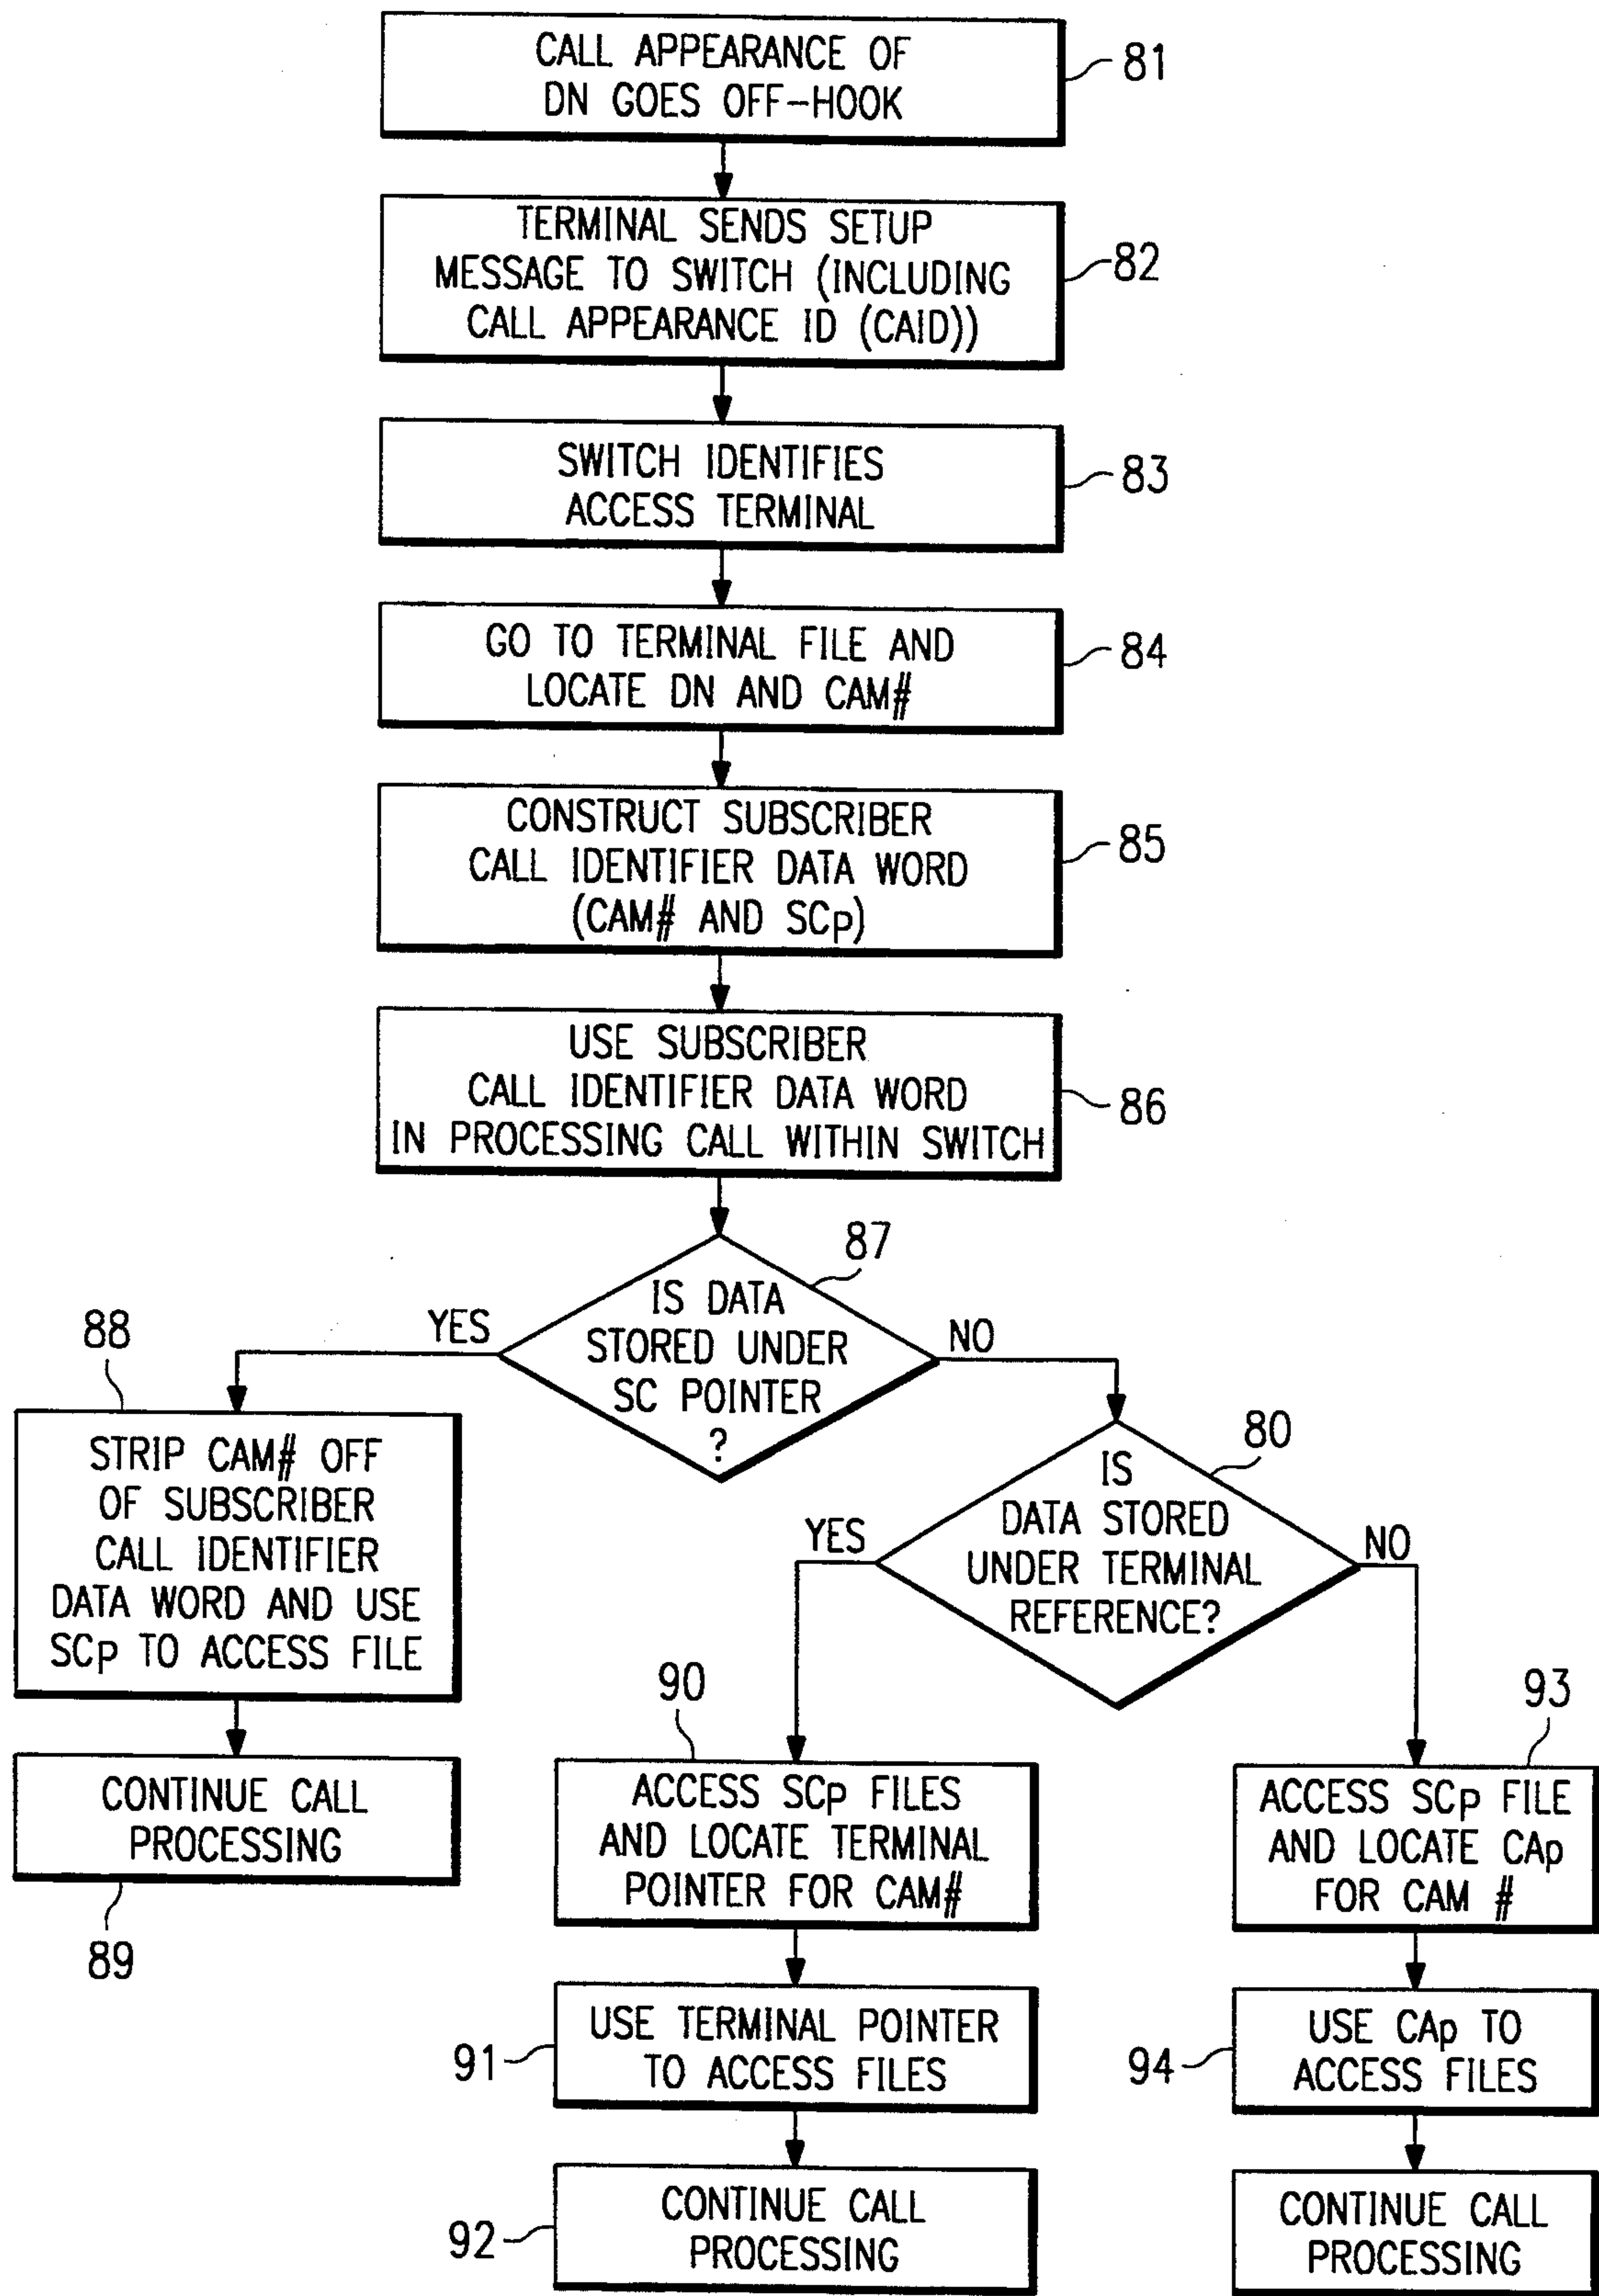 CALL APPEARANCE OF
DN GOES OFF-HOOK
81
TERMINAL SENDS SETUP
MESSAGE TO SWITCH (INCLUDING
CALL APPEARANCE ID (CAID))
82
SWITCH IDENTIFIES
ACCESS TERMINAL
83
GO TO TERMINAL FILE AND
LOCATE DN AND CAM#
84
CONSTRUCT SUBSCRIBER
CALL IDENTIFIER DATA WORD
(CAM# AND SCp)
85
USE SUBSCRIBER
CALL IDENTIFIER DATA WORD
IN PROCESSING CALL WITHIN SWITCH
86
87
IS DATA
STORED UNDER
SC POINTER
?
YES
NO
88
STRIP CAM# OFF
OF SUBSCRIBER
CALL IDENTIFIER
DATA WORD AND USE
SCp TO ACCESS FILE
CONTINUE CALL
PROCESSING
89
80
IS
DATA STORED
UNDER TERMINAL
REFERENCE?
YES
NO
90
ACCESS SCp FILES
AND LOCATE TERMINAL
POINTER FOR CAM#
USE TERMINAL POINTER
TO ACCESS FILES
91
CONTINUE CALL
PROCESSING
92
93
ACCESS SCp FILE
AND LOCATE CAp
FOR CAM #
USE CAp TO
ACCESS FILES
94
CONTINUE CALL
PROCESSING